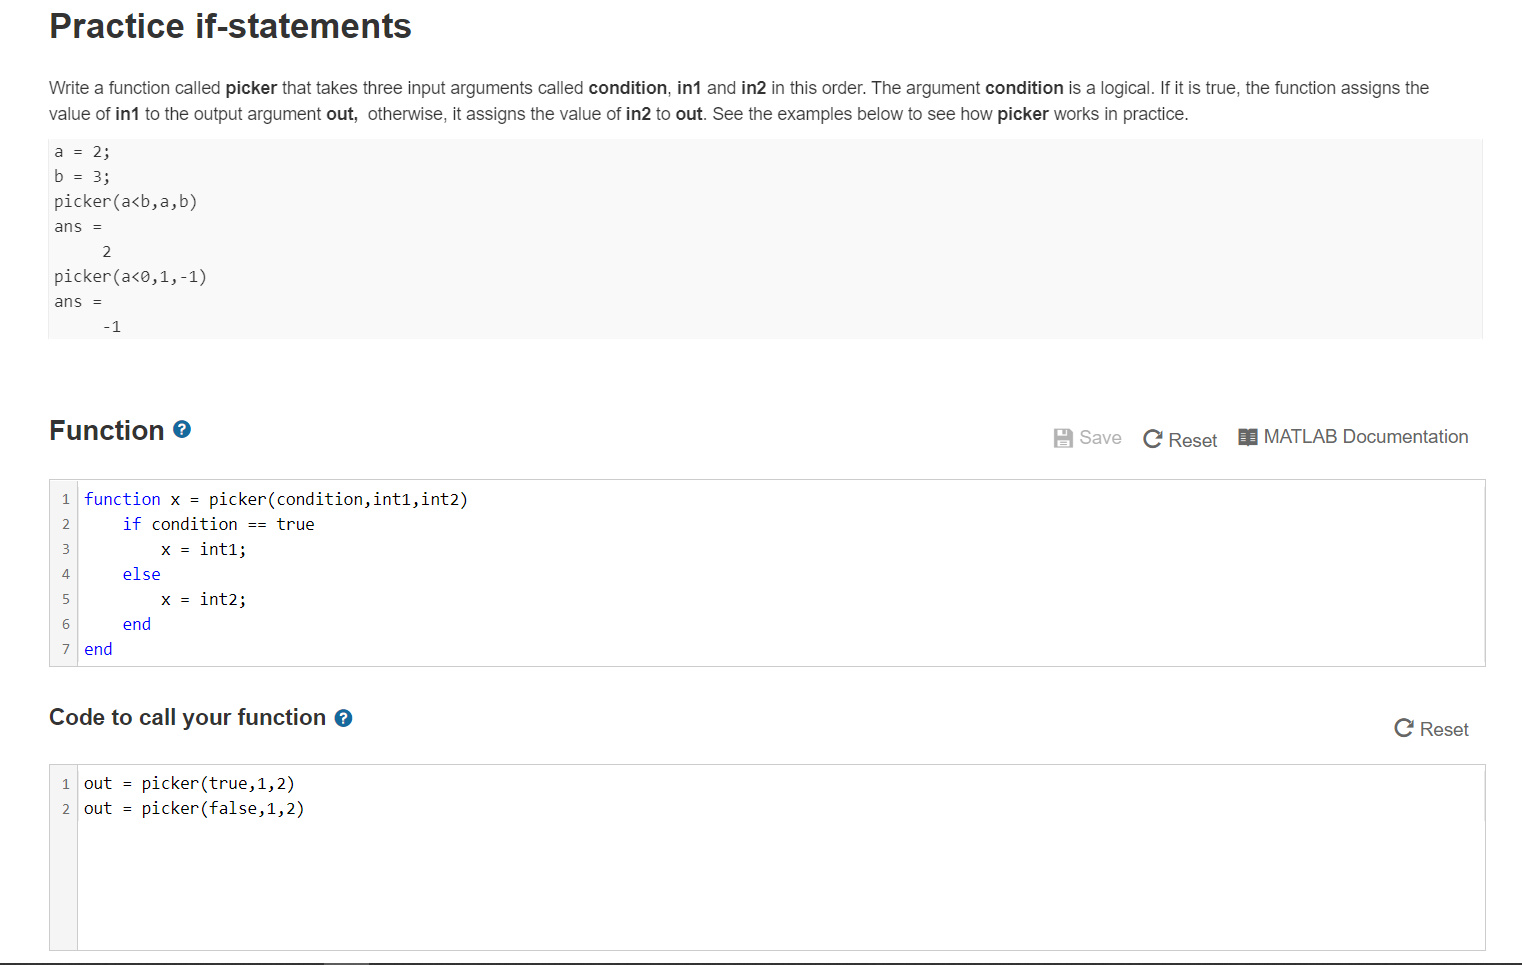 Practice if-statements
Write a function called picker that takes three input arguments called condition, in1 and in2 in this order. The argument condition is a logical. If it is true, the function assigns the
value of in1 to the output argument out,  otherwise, it assigns the value of in2 to out. See the examples below to see how picker works in practice.
a = 2;
b = 3;
picker(a<b,a,b)
ans =
     2
picker(a<0,1,-1)
ans =
     -1
Function ?
Save Reset MATLAB Documentation
1 function x = picker(condition,int1,int2)
2     if condition == true
3         x = int1;
4     else
5         x = int2;
6     end
7 end
Code to call your function ?
Reset
1 out = picker(true,1,2)
2 out = picker(false,1,2)